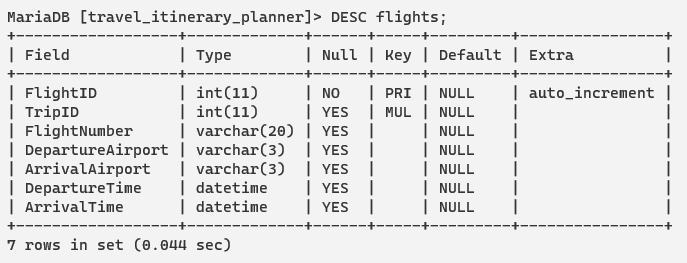 MariaDB [travel_itinerary_planner]> DESC flights;
+------------------+-------------+------+-----+---------+----------------+
| Field            | Type        | Null | Key | Default | Extra          |
+------------------+-------------+------+-----+---------+----------------+
| FlightID         | int(11)     | NO   | PRI | NULL    | auto_increment |
| TripID           | int(11)     | YES  | MUL | NULL    |                |
| FlightNumber     | varchar(20) | YES  |     | NULL    |                |
| DepartureAirport | varchar(3)  | YES  |     | NULL    |                |
| ArrivalAirport   | varchar(3)  | YES  |     | NULL    |                |
| DepartureTime    | datetime    | YES  |     | NULL    |                |
| ArrivalTime      | datetime    | YES  |     | NULL    |                |
+------------------+-------------+------+-----+---------+----------------+
7 rows in set (0.044 sec)